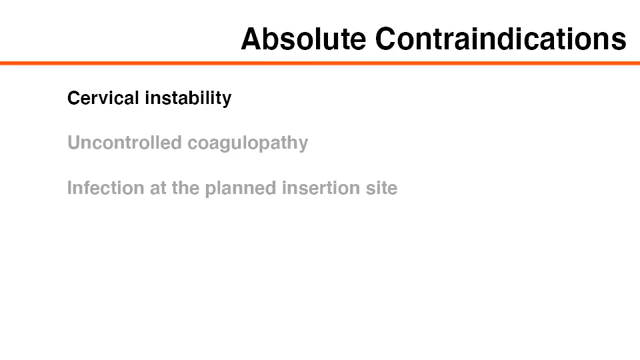 Absolute Contraindications
Cervical instability
Uncontrolled coagulopathy
Infection at the planned insertion site